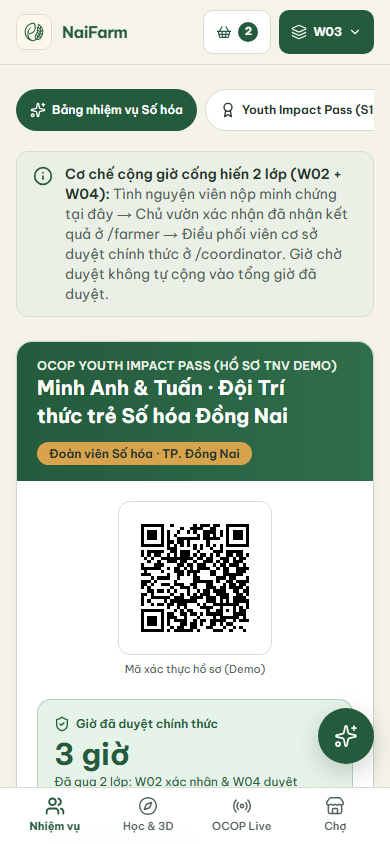 NaiFarm
2
W03
Bảng nhiệm vụ Số hóa
Youth Impact Pass (S1
Cơ chế cộng giờ cống hiến 2 lớp (W02 +
W04): Tình nguyện viên nộp minh chứng
tại đây → Chủ vườn xác nhận đã nhận kết
quả ở /farmer → Điều phối viên cơ sở
duyệt chính thức ở /coordinator. Giờ chờ
duyệt không tự cộng vào tổng giờ đã
duyệt.
OCOP YOUTH IMPACT PASS (HỒ SƠ TNV DEMO)
Minh Anh & Tuấn · Đội Trí
thức trẻ Số hóa Đồng Nai
Đoàn viên Số hóa · TP. Đồng Nai
Mã xác thực hồ sơ (Demo)
Giờ đã duyệt chính thức
3 giờ
Đã qua 2 lớp: W02 xác nhận & W04 duyệt
Nhiệm vụ
Học & 3D
OCOP Live
Chợ